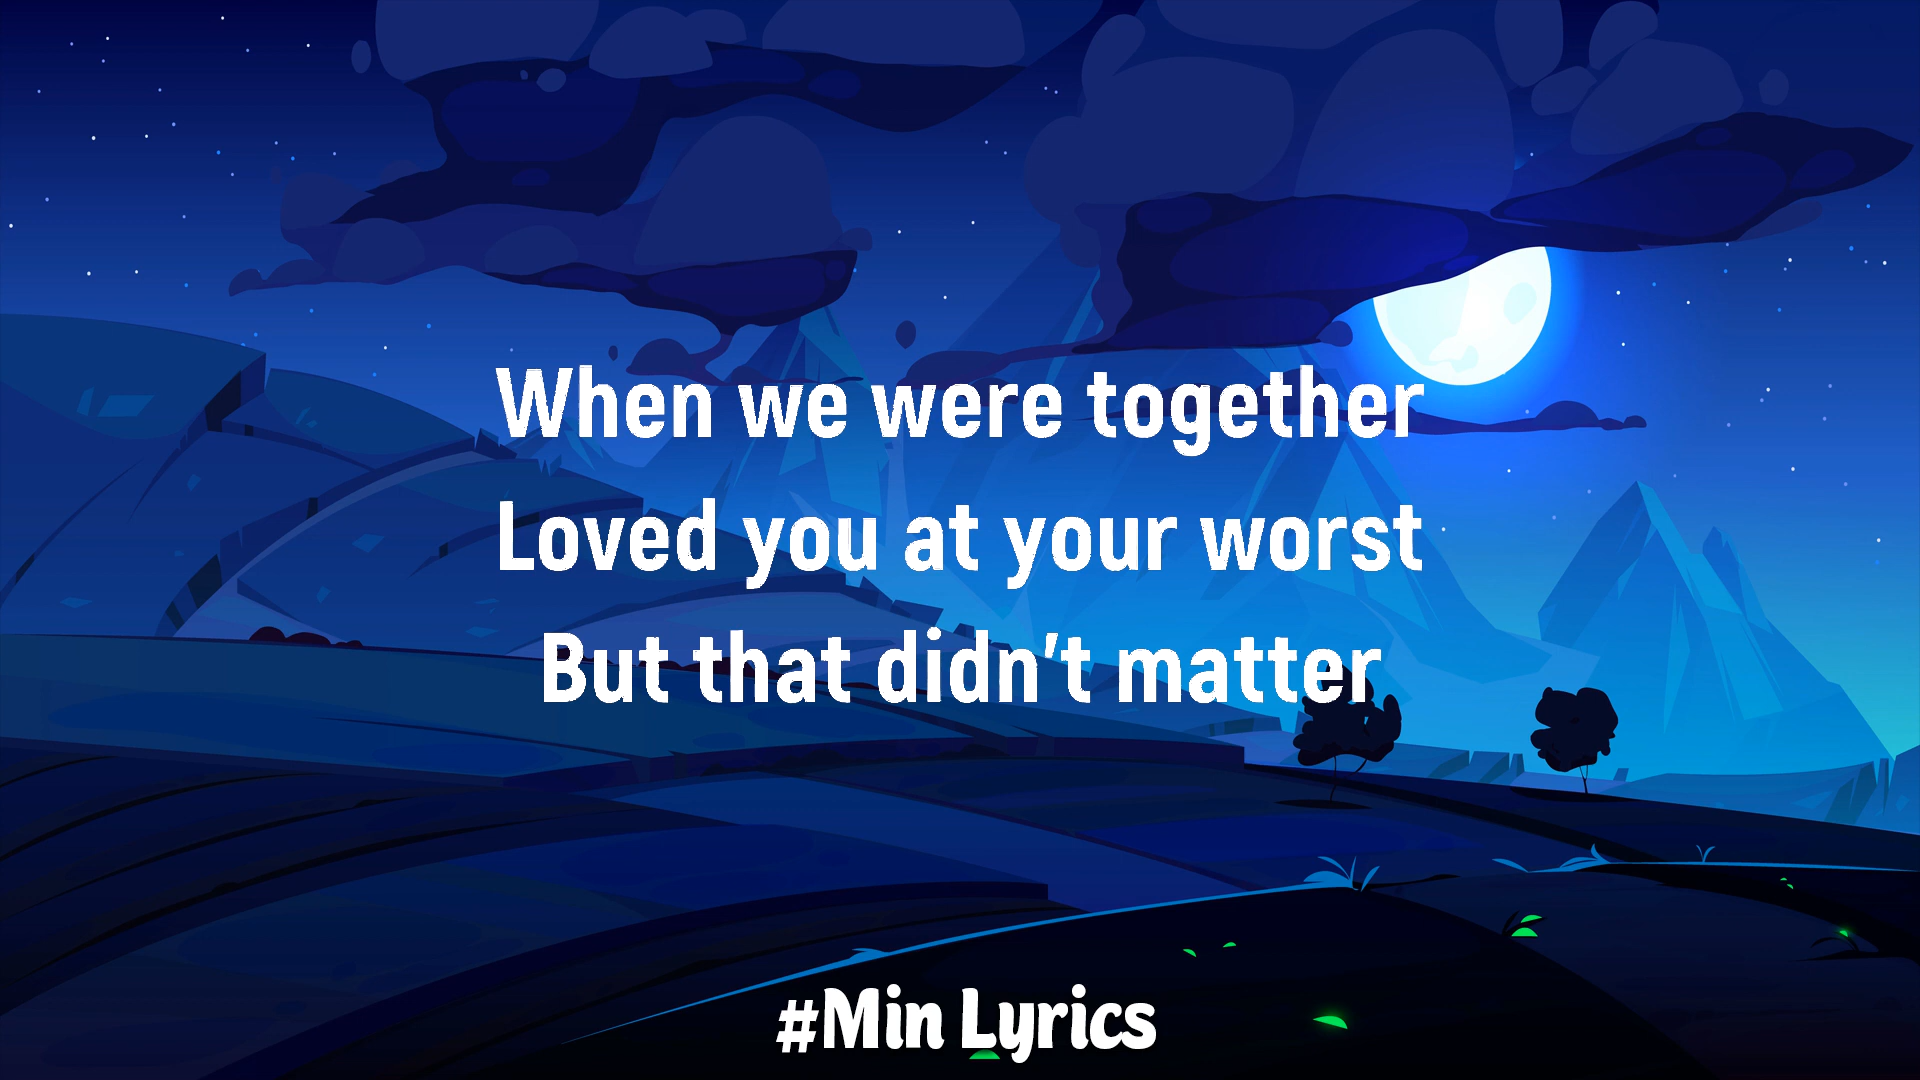 When we were together
Loved you at your worst
But that didn't matter
#Min Lyrics